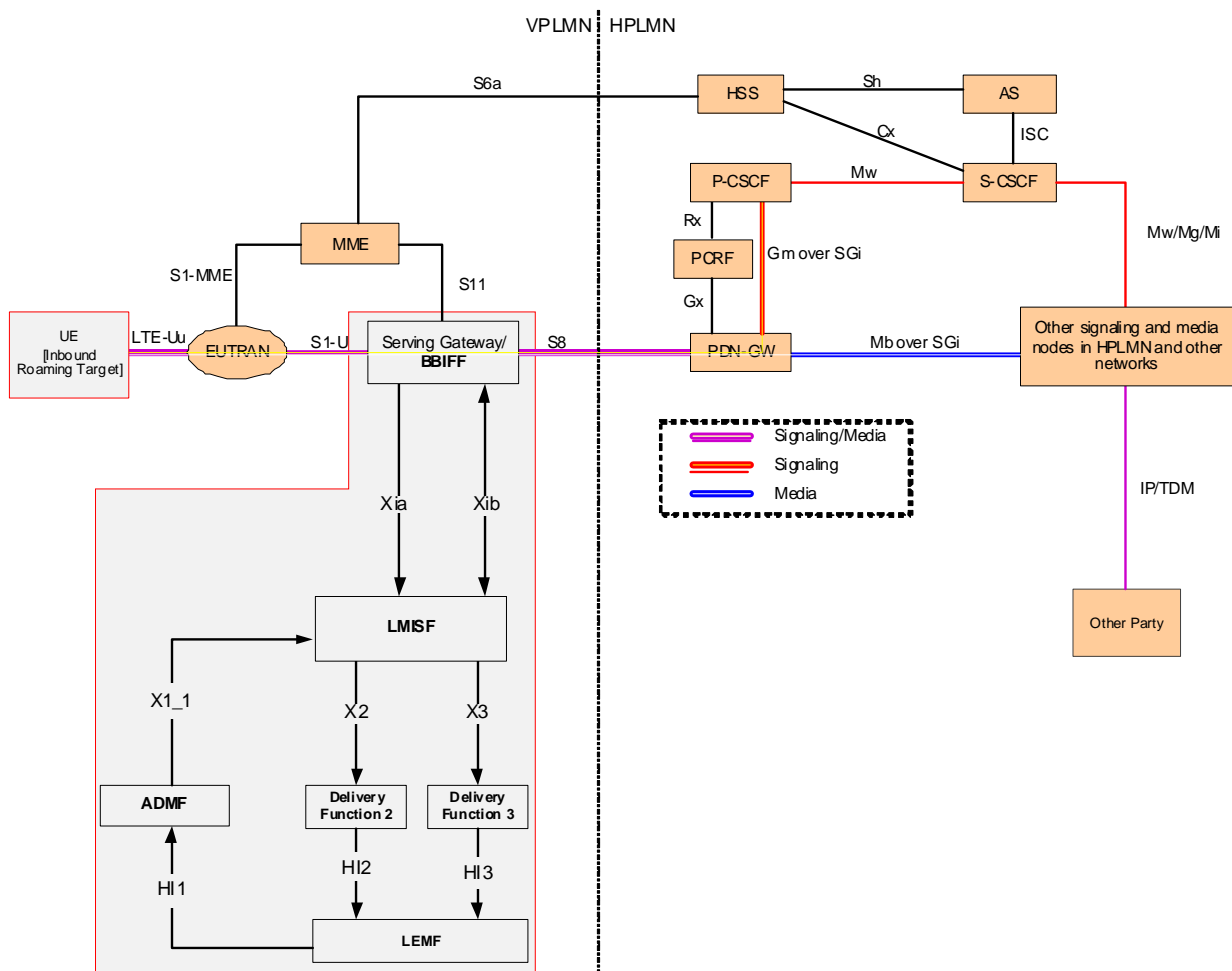 VPLMN
HPLMN
S6a
HSS
Sh
AS
Cx
ISC
P-CSCF
Mw
S-CSCF
Rx
MME
PCRF
Gm over SGi
Mw/Mg/Mi
S1-MME
S11
Gx
UE
[Inbound
Roaming Target]
LTE-Uu
EUTRAN
S1-U
Serving Gateway/
BBIFF
S8
PDN-GW
Mb over SGi
Other signaling and media
nodes in HPLMN and other
networks
Signaling/Media
Signaling
Media
Xia
Xib
IP/TDM
LMISF
Other Party
X1_1
X2
X3
ADMF
Delivery
Function 2
Delivery
Function 3
HI1
HI2
HI3
LEMF